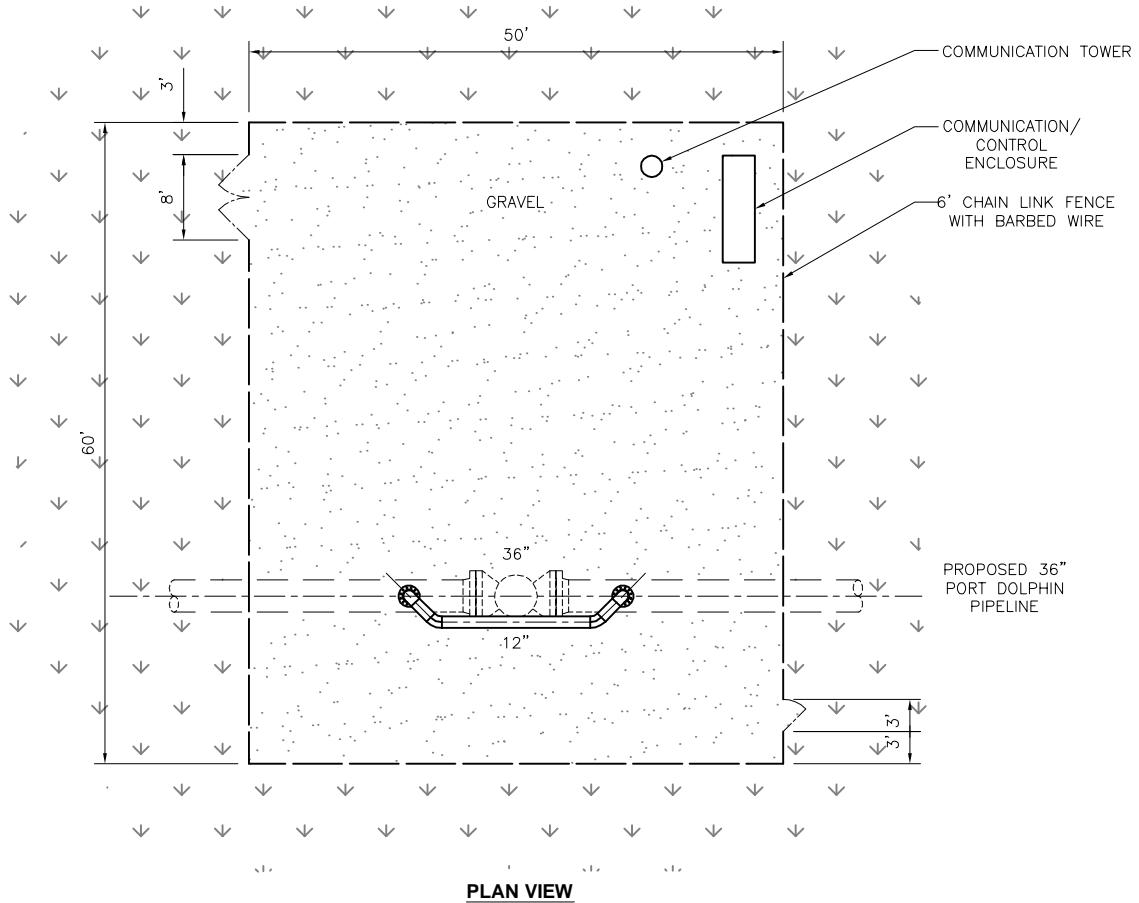 50'
COMMUNICATION TOWER
3'
COMMUNICATION/
CONTROL
ENCLOSURE
8'
GRAVEL
6' CHAIN LINK FENCE
WITH BARBED WIRE
60'
36"
PROPOSED 36"
PORT DOLPHIN
PIPELINE
12"
3'
3'
PLAN VIEW